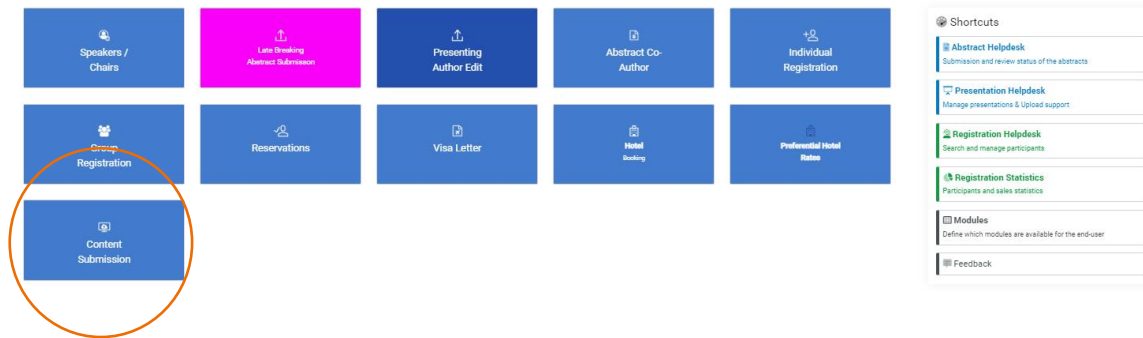 Speakers /
Chairs
Late Breaking
Abstract Submisson
Presenting
Author Edit
Abstract Co-
Author
Individual
Registration
Group
Registration
Reservations
Visa Letter
Hotel
Booking
Preferential Hotel
Rates
Content
Submission
Shortcuts
Abstract Helpdesk
Submission and review status of the abstracts
Presentation Helpdesk
Manage presentations & Upload support
Registration Helpdesk
Search and manage participants
Registration Statistics
Participants and sales statistics
Modules
Define which modules are available for the end-user
Feedback